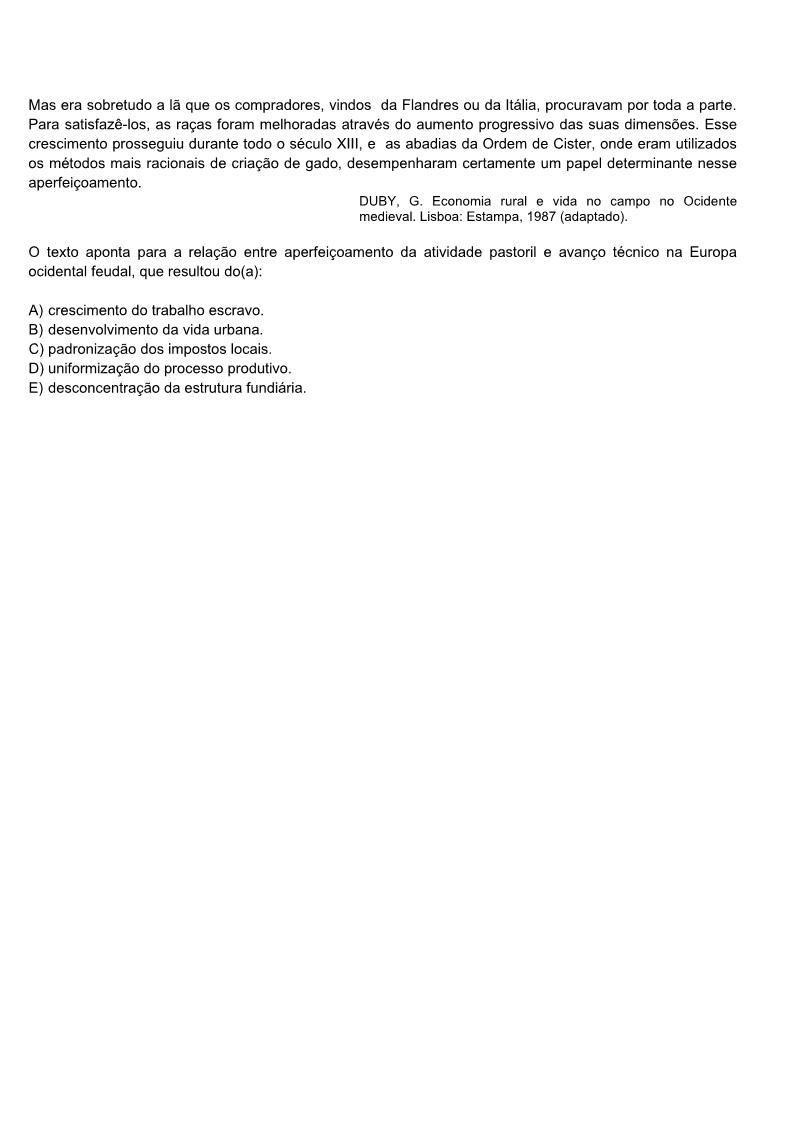 Mas era sobretudo a lã que os compradores, vindos  da Flandres ou da Itália, procuravam por toda a parte.
Para satisfazê-los, as raças foram melhoradas através do aumento progressivo das suas dimensões. Esse
crescimento prosseguiu durante todo o século XIII, e  as abadias da Ordem de Cister, onde eram utilizados
os métodos mais racionais de criação de gado, desempenharam certamente um papel determinante nesse
aperfeiçoamento.
DUBY, G. Economia rural e vida no campo no Ocidente
medieval. Lisboa: Estampa, 1987 (adaptado).
O texto aponta para a relação entre aperfeiçoamento da atividade pastoril e avanço técnico na Europa
ocidental feudal, que resultou do(a):
A) crescimento do trabalho escravo.
B) desenvolvimento da vida urbana.
C) padronização dos impostos locais.
D) uniformização do processo produtivo.
E) desconcentração da estrutura fundiária.